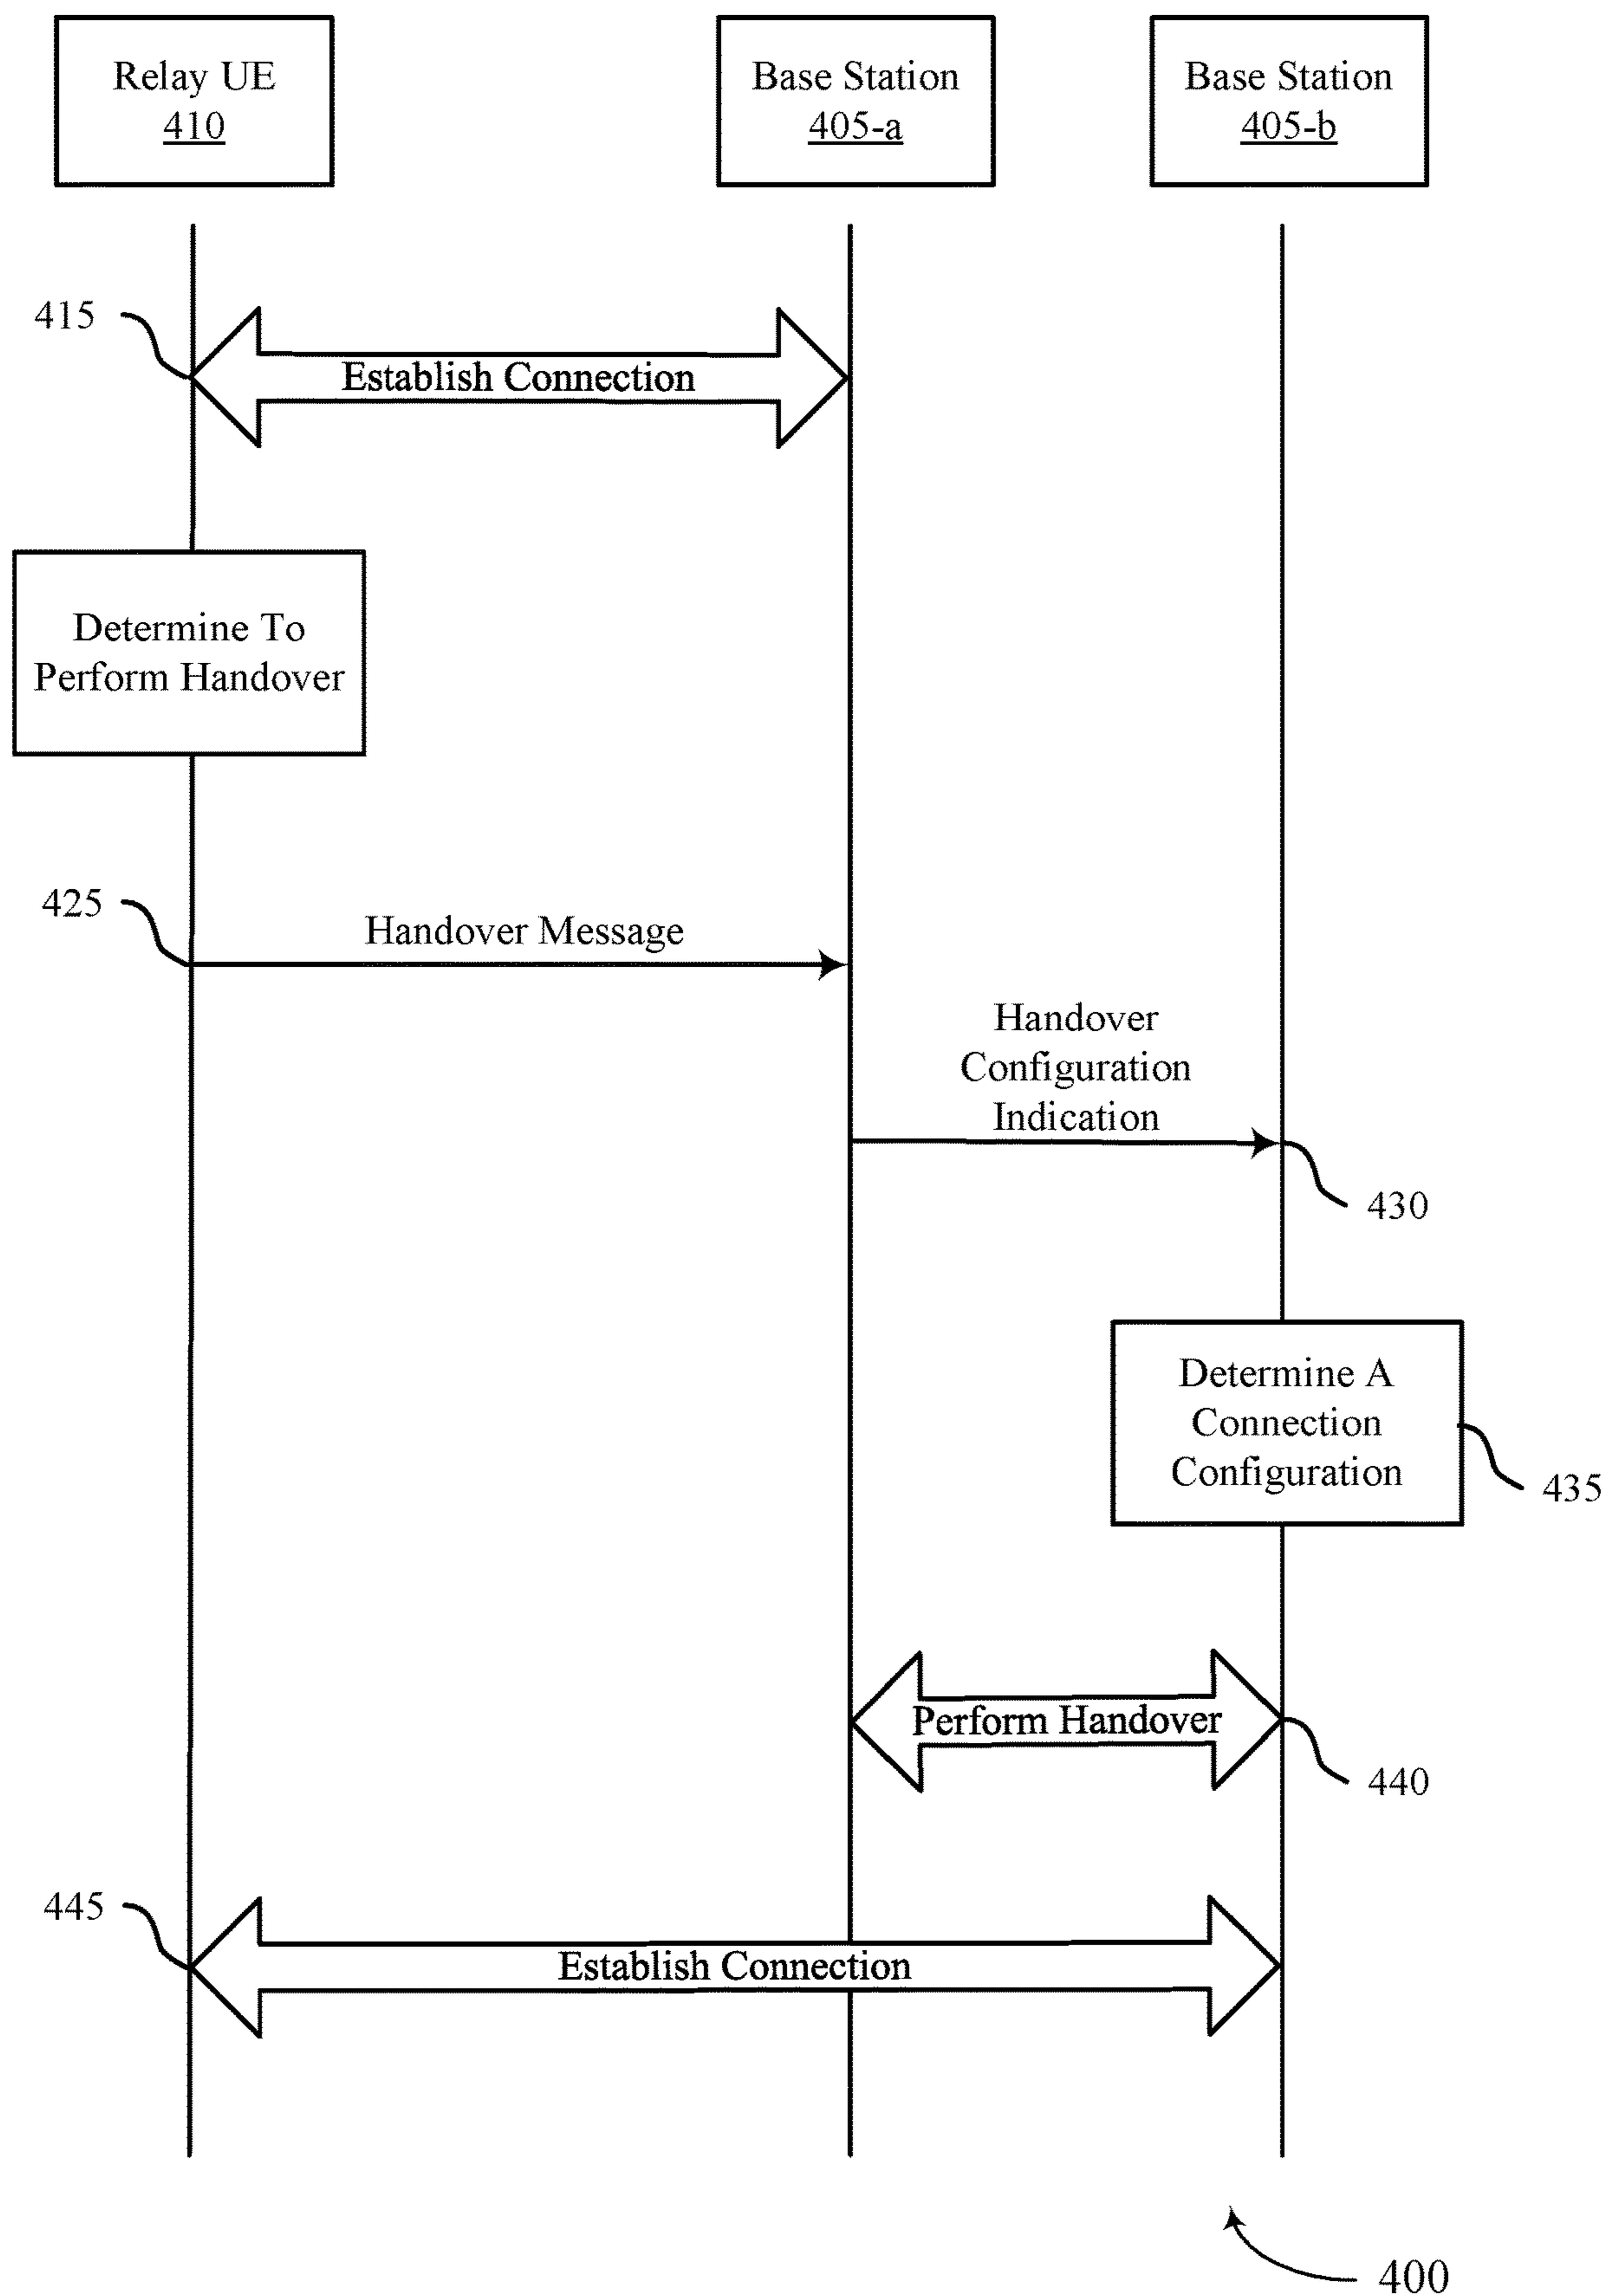 Relay UE
410
Base Station
405-a
Base Station
405-b
415
Establish Connection
Determine To
Perform Handover
425
Handover Message
Handover
Configuration
Indication
430
Determine A
Connection
Configuration
435
Perform Handover
440
445
Establish Connection
400